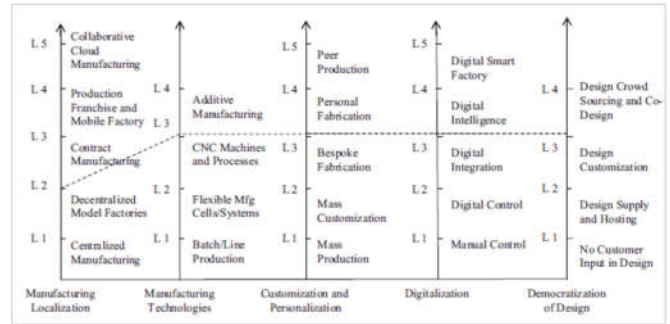 L 5
Collaborative
Cloud
Manufacturing
L 4
Production
Franchise and
Mobile Factory
L 3
Contract
Manufacturing
L 2
Decentralized
Model Factories
L 1
Centralized
Manufacturing
Manufacturing
Localization
L 4
Additive
Manufacturing
L 3
CNC Machines
and Processes
L 2
Flexible Mfg
Cells/Systems
L 1
Batch/Line
Production
Manufacturing
Technologies
L 5
Peer
Production
L 4
Personal
Fabrication
L 3
Bespoke
Fabrication
L 2
Mass
Customization
L 1
Mass
Production
Customization and
Personalization
L 5
Digital Smart
Factory
L 4
Digital
Intelligence
L 3
Digital
Integration
L 2
Digital Control
L 1
Manual Control
Digitalization
L 4
Design Crowd
Sourcing and Co-
Design
L 3
Design
Customization
L 2
Design Supply
and Hosting
L 1
No Customer
Input in Design
Democratization
of Design